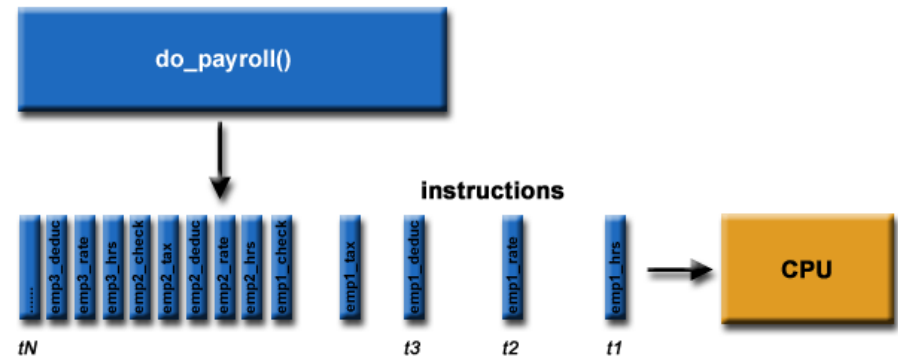 do_payroll()
instructions
......
emp3_deduc
emp3_rate
emp3_hrs
emp2_check
emp2_tax
emp2_deduc
emp2_rate
emp2_hrs
emp1_check
emp1_tax
emp1_deduc
emp1_rate
emp1_hrs
CPU
tN
t3
t2
t1